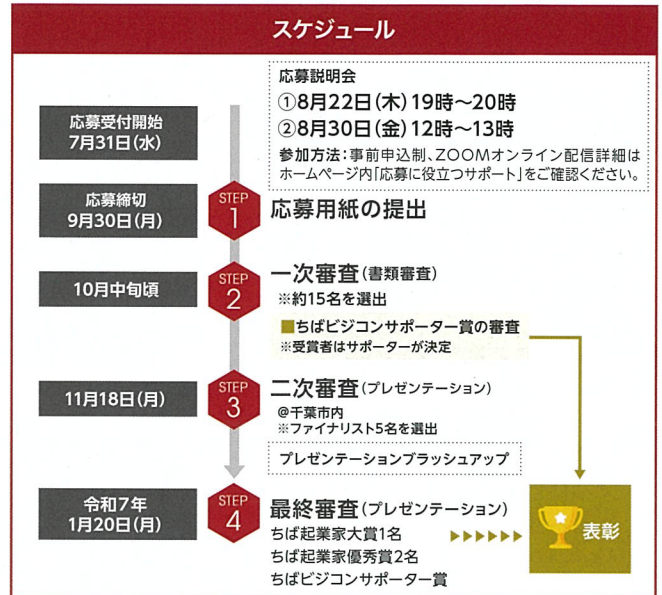 スケジュール
応募説明会
①8月22日(木)19時～20時
②8月30日(金)12時～13時
参加方法:事前申込制、ZOOMオンライン配信詳細は
ホームページ内「応募に役立つサポート」をご確認ください。
応募受付開始
7月31日(水)
応募締切
9月30日(月)
STEP
1
応募用紙の提出
10月中旬頃
STEP
2
一次審査(書類審査)
※約15名を選出
■ちばビジコンサポーター賞の審査
※受賞者はサポーターが決定
11月18日(月)
STEP
3
二次審査(プレゼンテーション)
@千葉市内
※ファイナリスト5名を選出
プレゼンテーションブラッシュアップ
令和7年
1月20日(月)
STEP
4
最終審査(プレゼンテーション)
ちば起業家大賞1名
ちば起業家優秀賞2名
ちばビジコンサポーター賞
表彰